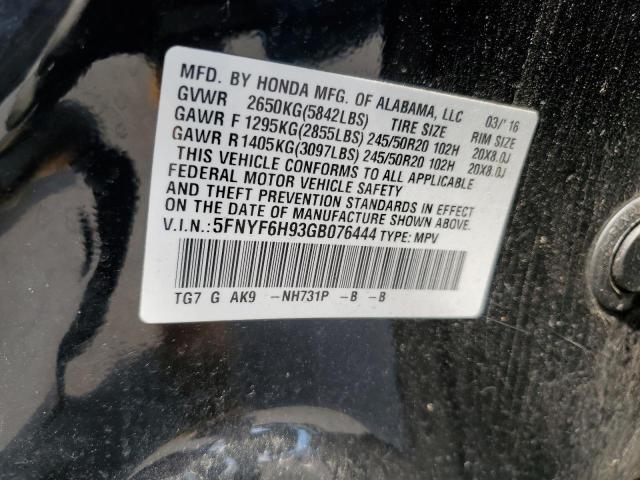 MFD. BY HONDA MFG. OF ALABAMA, LLC 03/'16
GVWR 2650KG(5842LBS) TIRE SIZE RIM SIZE
GAWR F 1295KG(2855LBS) 245/50R20 102H 20X8.0J
GAWR R1405KG(3097LBS) 245/50R20 102H 20X8.0J
THIS VEHICLE CONFORMS TO ALL APPLICABLE
FEDERAL MOTOR VEHICLE SAFETY
AND THEFT PREVENTION STANDARDS IN EFFECT
ON THE DATE OF MANUFACTURE SHOWN ABOVE.
V.I.N.:5FNYF6H93GB076444 TYPE: MPV
TG7 G AK9 -NH731P -B -B